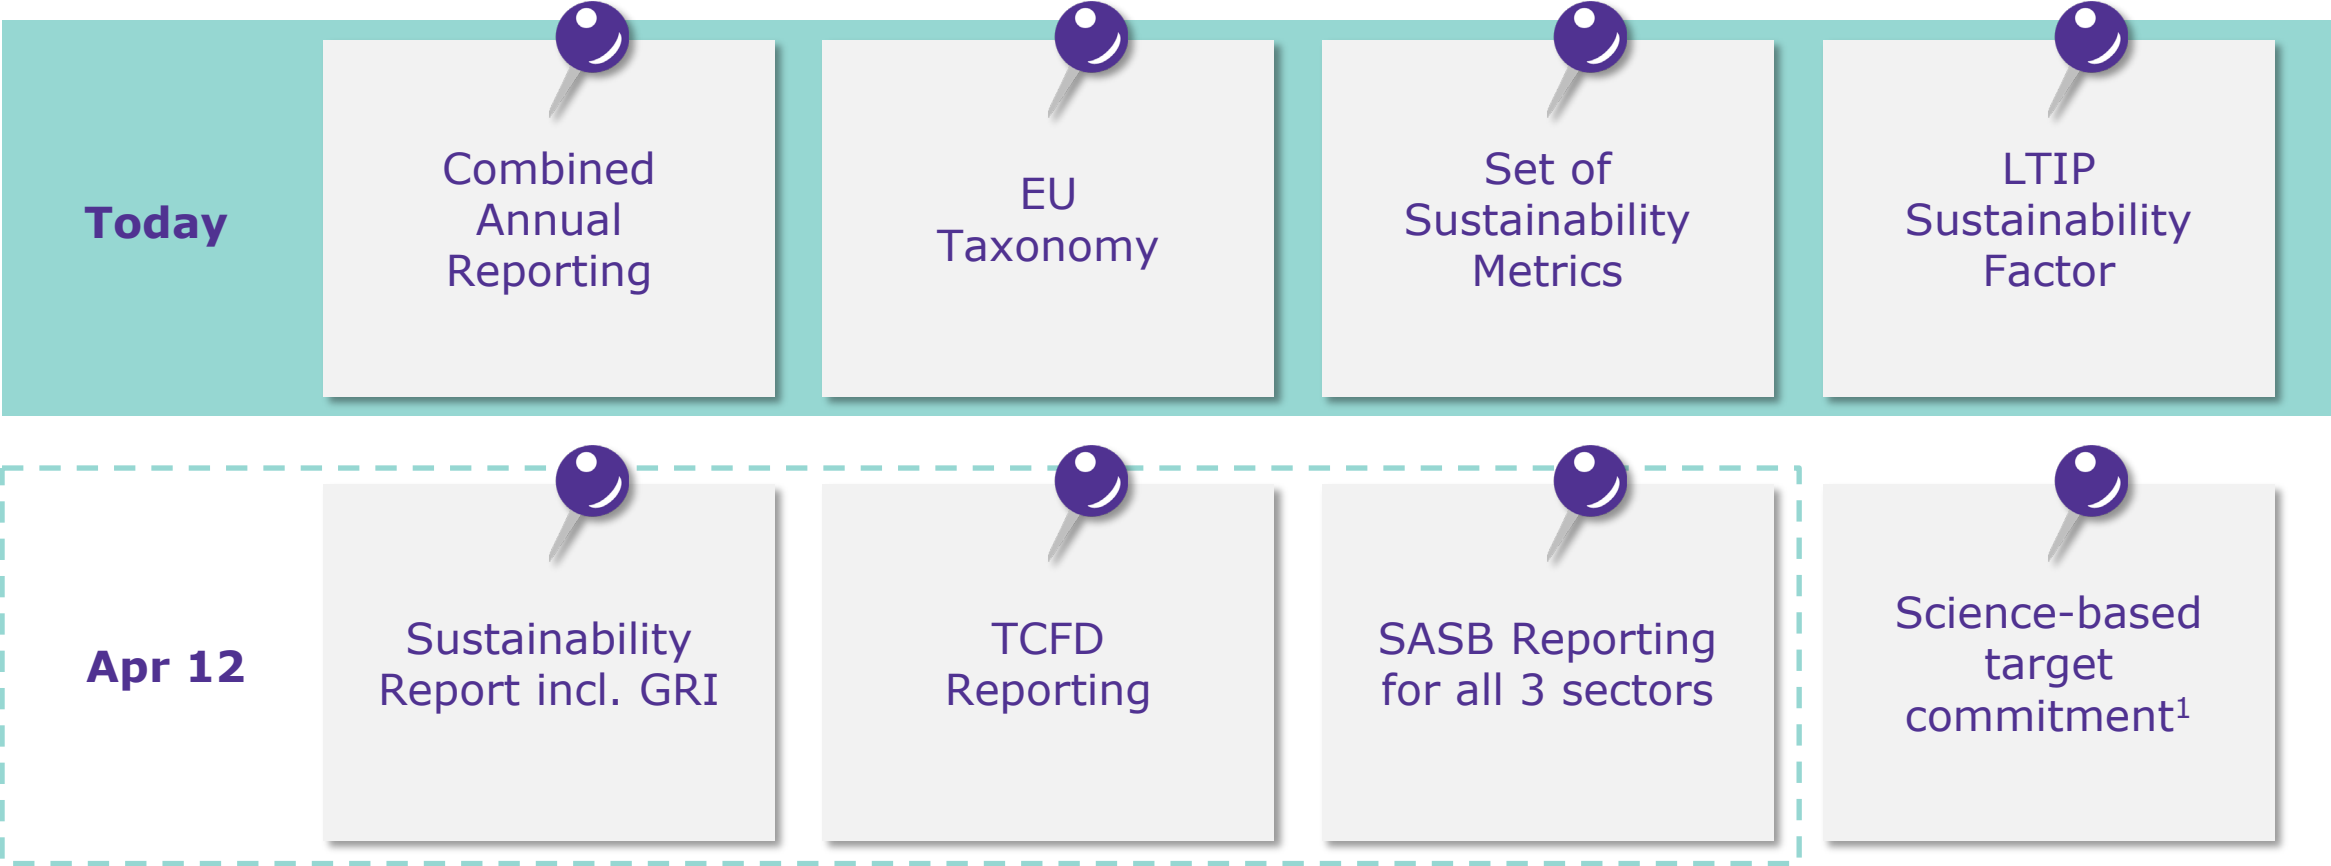 Today
Combined
Annual
Reporting
EU
Taxonomy
Set of
Sustainability
Metrics
LTIP
Sustainability
Factor
Apr 12
Sustainability
Report incl. GRI
TCFD
Reporting
SASB Reporting
for all 3 sectors
Science-based
target
commitment¹